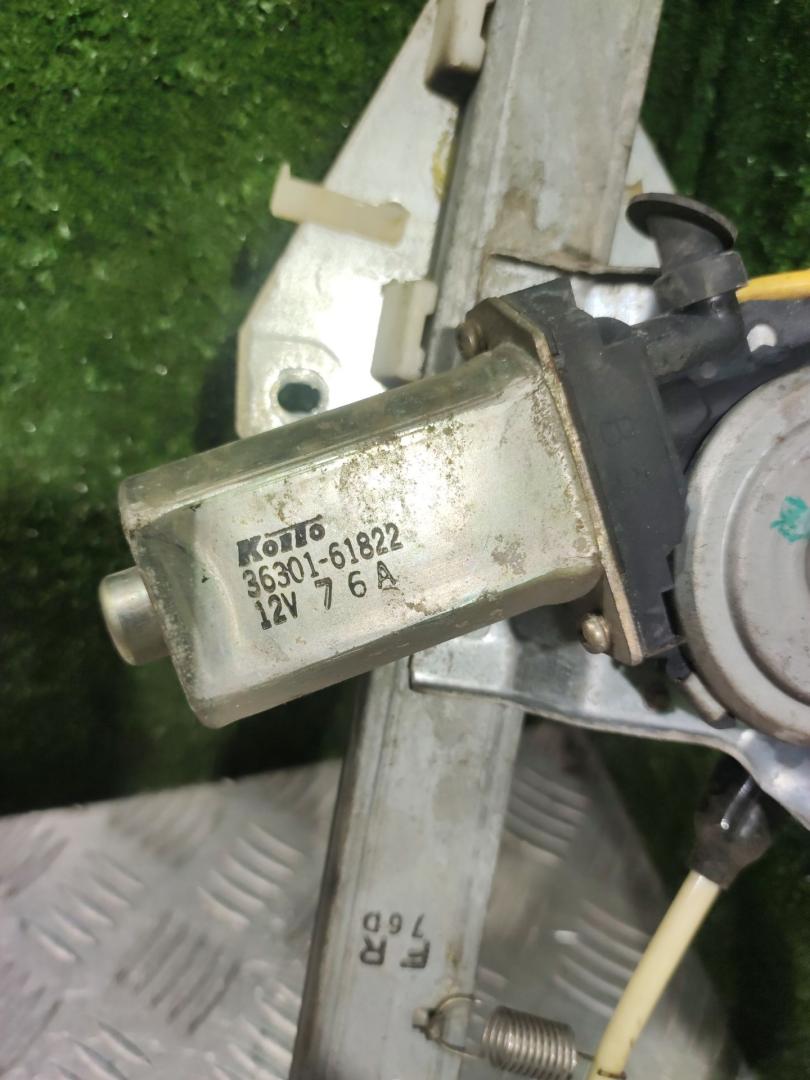 KOITO
36301-61822
12V 7 6 A
B
FR
76D